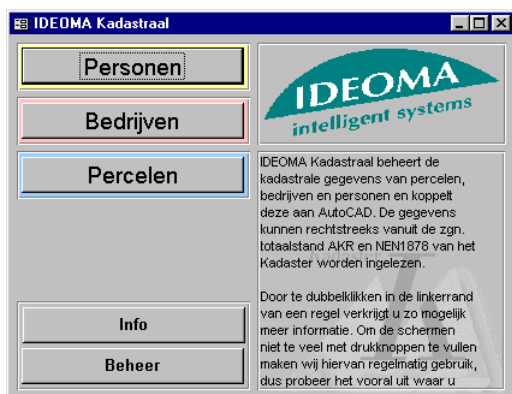 IDEOMA Kadastraal
Personen
Bedrijven
Percelen
Info
Beheer
IDEOMA
intelligent systems
IDEOMA Kadastraal beheert de
kadastrale gegevens van percelen,
bedrijven en personen en koppelt
deze aan AutoCAD. De gegevens
kunnen rechtstreeks vanuit de zgn.
totaalstand AKR en NEN1878 van het
Kadaster worden ingelezen.
Door te dubbelklikken in de linkerrand
van een regel verkrijgt u zo mogelijk
meer informatie. Om de schermen
niet te veel met drukknoppen te vullen
maken wij hiervan regelmatig gebruik,
dus probeer het vooral uit waar u